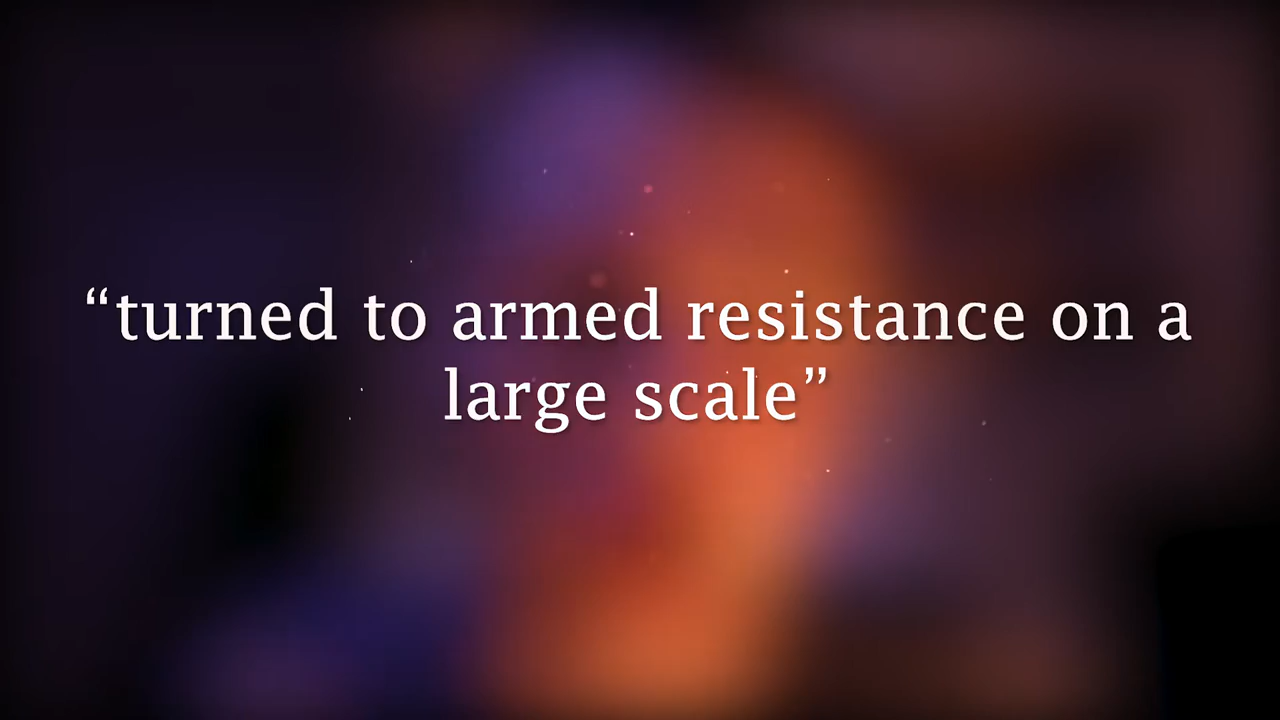 “turned to armed resistance on a
large scale”